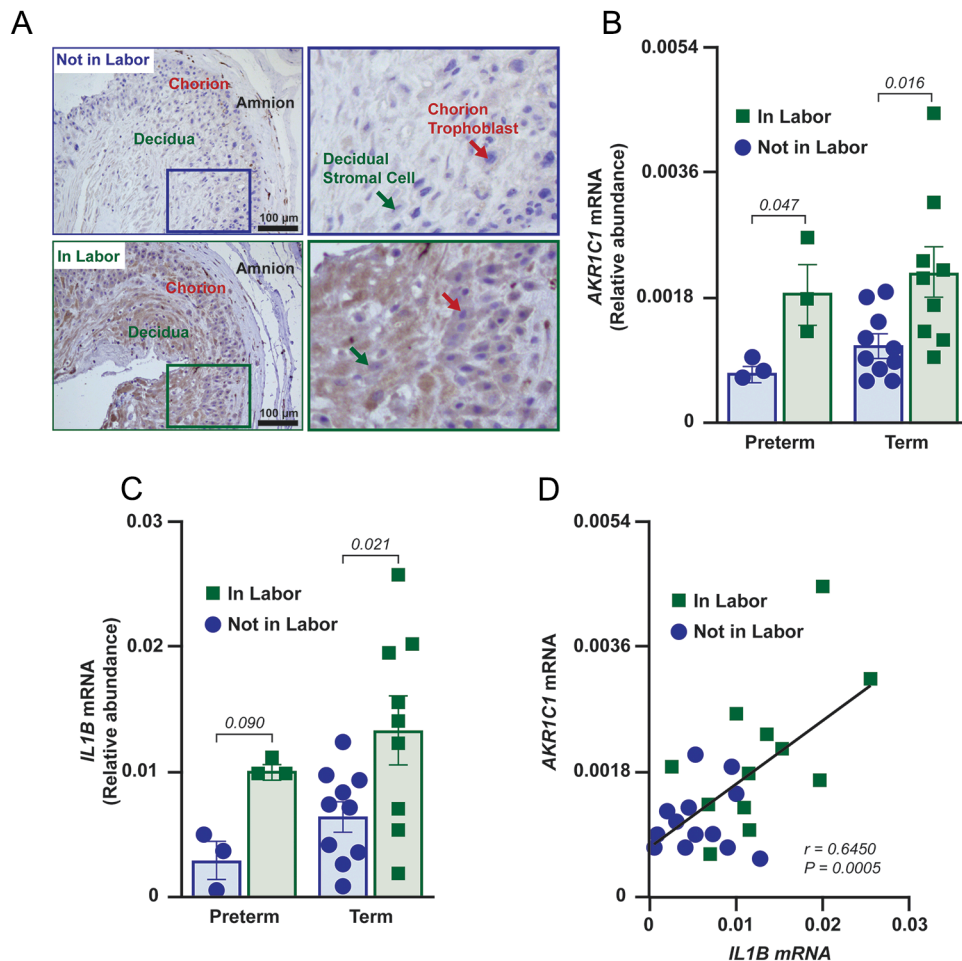 A
Not in Labor
Chorion
Amnion
Decidua
100 µm
Chorion
Trophoblast
Decidual
Stromal Cell
In Labor
Amnion
Chorion
Decidua
100 µm
B
AKR1C1 mRNA
(Relative abundance)
0.0054
0.0036
0.0018
0
0.016
In Labor
Not in Labor
0.047
Preterm
Term
C
IL1B mRNA
(Relative abundance)
0.03
0.02
0.01
0
0.021
In Labor
Not in Labor
0.090
Preterm
Term
D
AKR1C1 mRNA
0.0054
0.0036
0.0018
0
In Labor
Not in Labor
r = 0.6450
P = 0.0005
0
0.01
0.02
0.03
IL1B mRNA